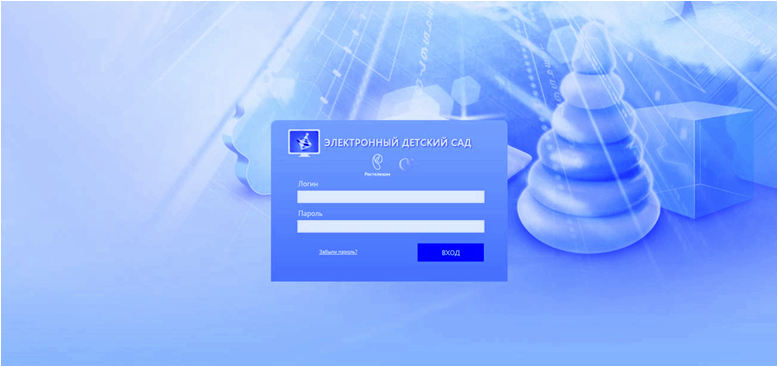 ЭЛЕКТРОННЫЙ ДЕТСКИЙ САД
Ростелеком
Логин
Пароль
Забыли пароль?
ВХОД